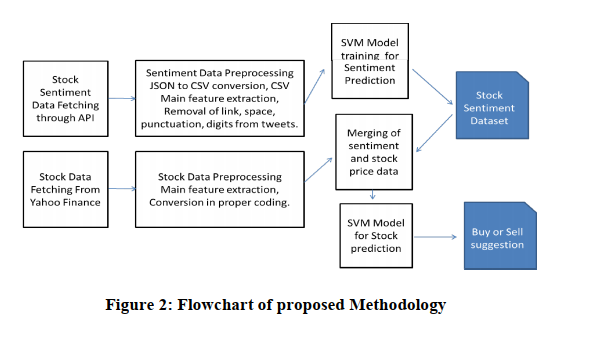 Stock
Sentiment
Data Fetching
through API
Sentiment Data Preprocessing
JSON to CSV conversion, CSV
Main feature extraction,
Removal of link, space,
punctuation, digits from tweets.
SVM Model
training for
Sentiment
Prediction
Stock
Sentiment
Dataset
Stock Data
Fetching From
Yahoo Finance
Stock Data Preprocessing
Main feature extraction,
Conversion in proper coding.
Merging of
sentiment
and stock
price data
SVM Model
for Stock
prediction
Buy or Sell
suggestion
Figure 2: Flowchart of proposed Methodology